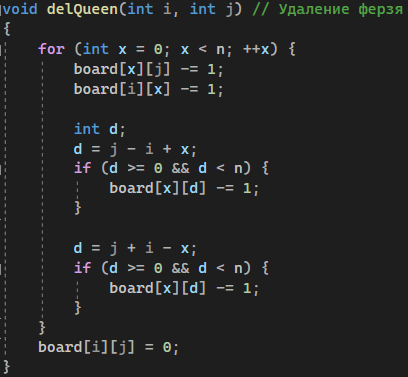 void delQueen(int i, int j) // Удаление ферзя
{
    for (int x = 0; x < n; ++x) {
        board[x][j] -= 1;
        board[i][x] -= 1;

        int d;
        d = j - i + x;
        if (d >= 0 && d < n) {
            board[x][d] -= 1;
        }

        d = j + i - x;
        if (d >= 0 && d < n) {
            board[x][d] -= 1;
        }
    }
    board[i][j] = 0;
}